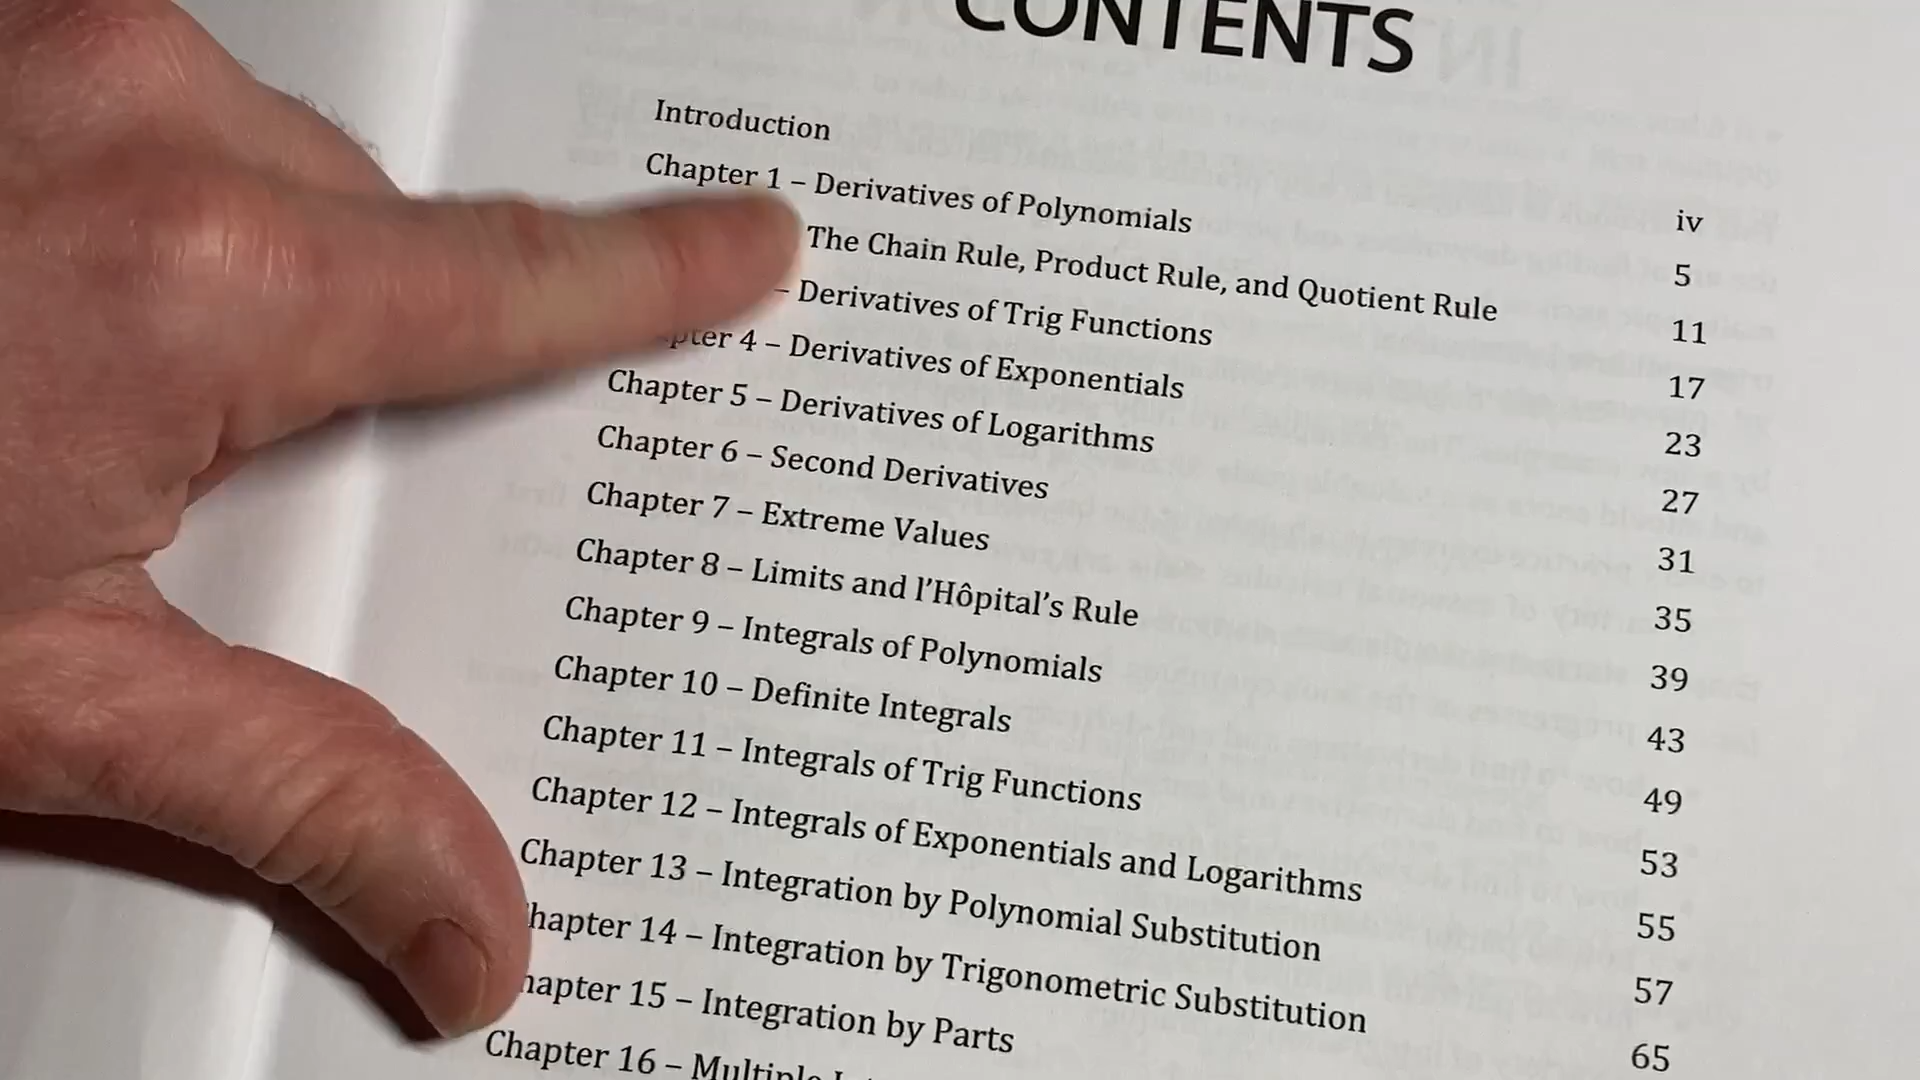 CONTENTS
Introduction iv
Chapter 1 – Derivatives of Polynomials 5
The Chain Rule, Product Rule, and Quotient Rule 11
– Derivatives of Trig Functions 17
pter 4 – Derivatives of Exponentials 23
Chapter 5 – Derivatives of Logarithms 27
Chapter 6 – Second Derivatives 31
Chapter 7 – Extreme Values 35
Chapter 8 – Limits and l’Hôpital’s Rule 39
Chapter 9 – Integrals of Polynomials 43
Chapter 10 – Definite Integrals 49
Chapter 11 – Integrals of Trig Functions 53
Chapter 12 – Integrals of Exponentials and Logarithms 55
Chapter 13 – Integration by Polynomial Substitution 57
hapter 14 – Integration by Trigonometric Substitution 65
hapter 15 – Integration by Parts
Chapter 16 – Multiple